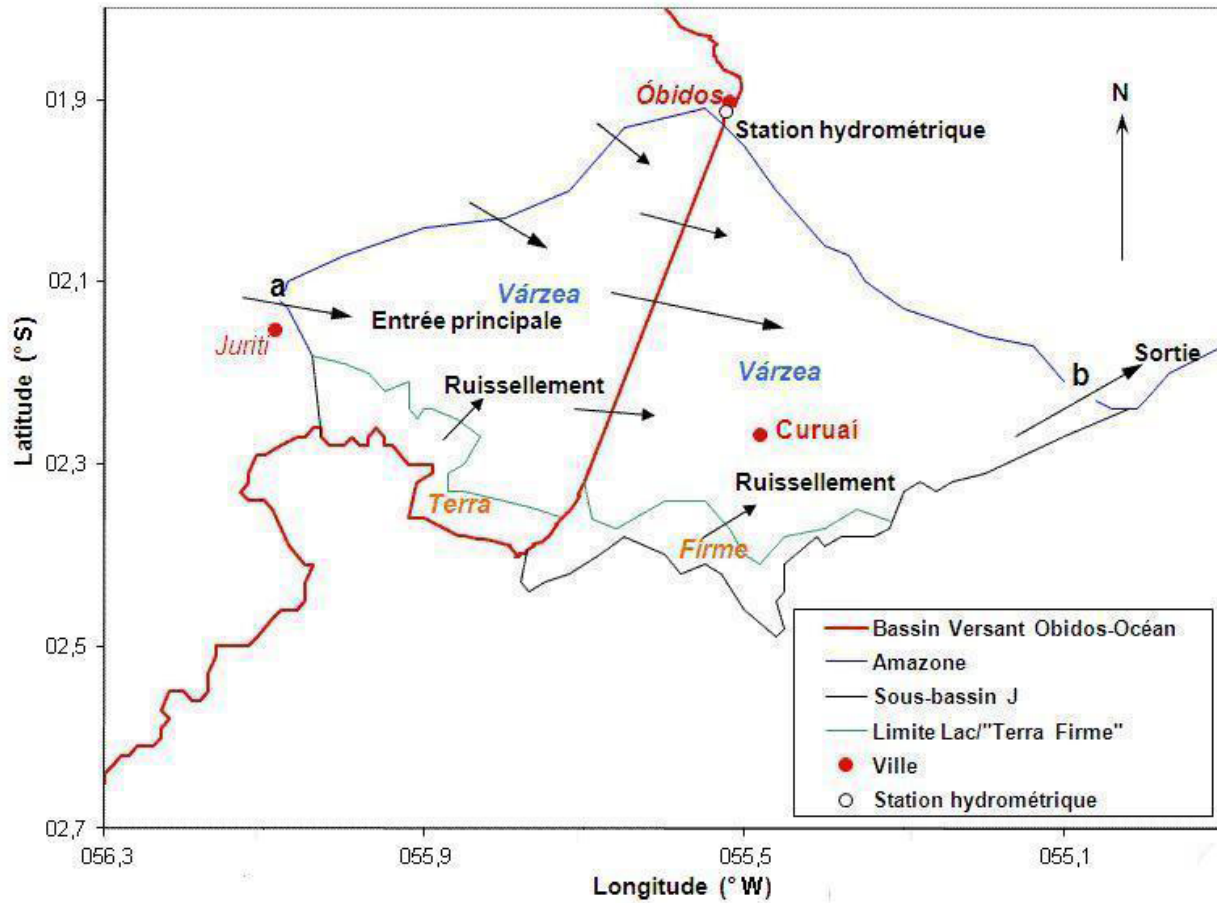 Óbidos
Station hydrométrique
N
01,9
02,1
02,3
02,5
02,7
Latitude (°S)
a
Entrée principale
Juriti
Várzea
Várzea
Sortie
b
Ruissellement
Curuaí
Ruissellement
Terra
Firme
Bassin Versant Obidos-Océan
Amazone
Sous-bassin J
Limite Lac/"Terra Firme"
Ville
Station hydrométrique
056,3
055,9
055,5
055,1
Longitude (°W)